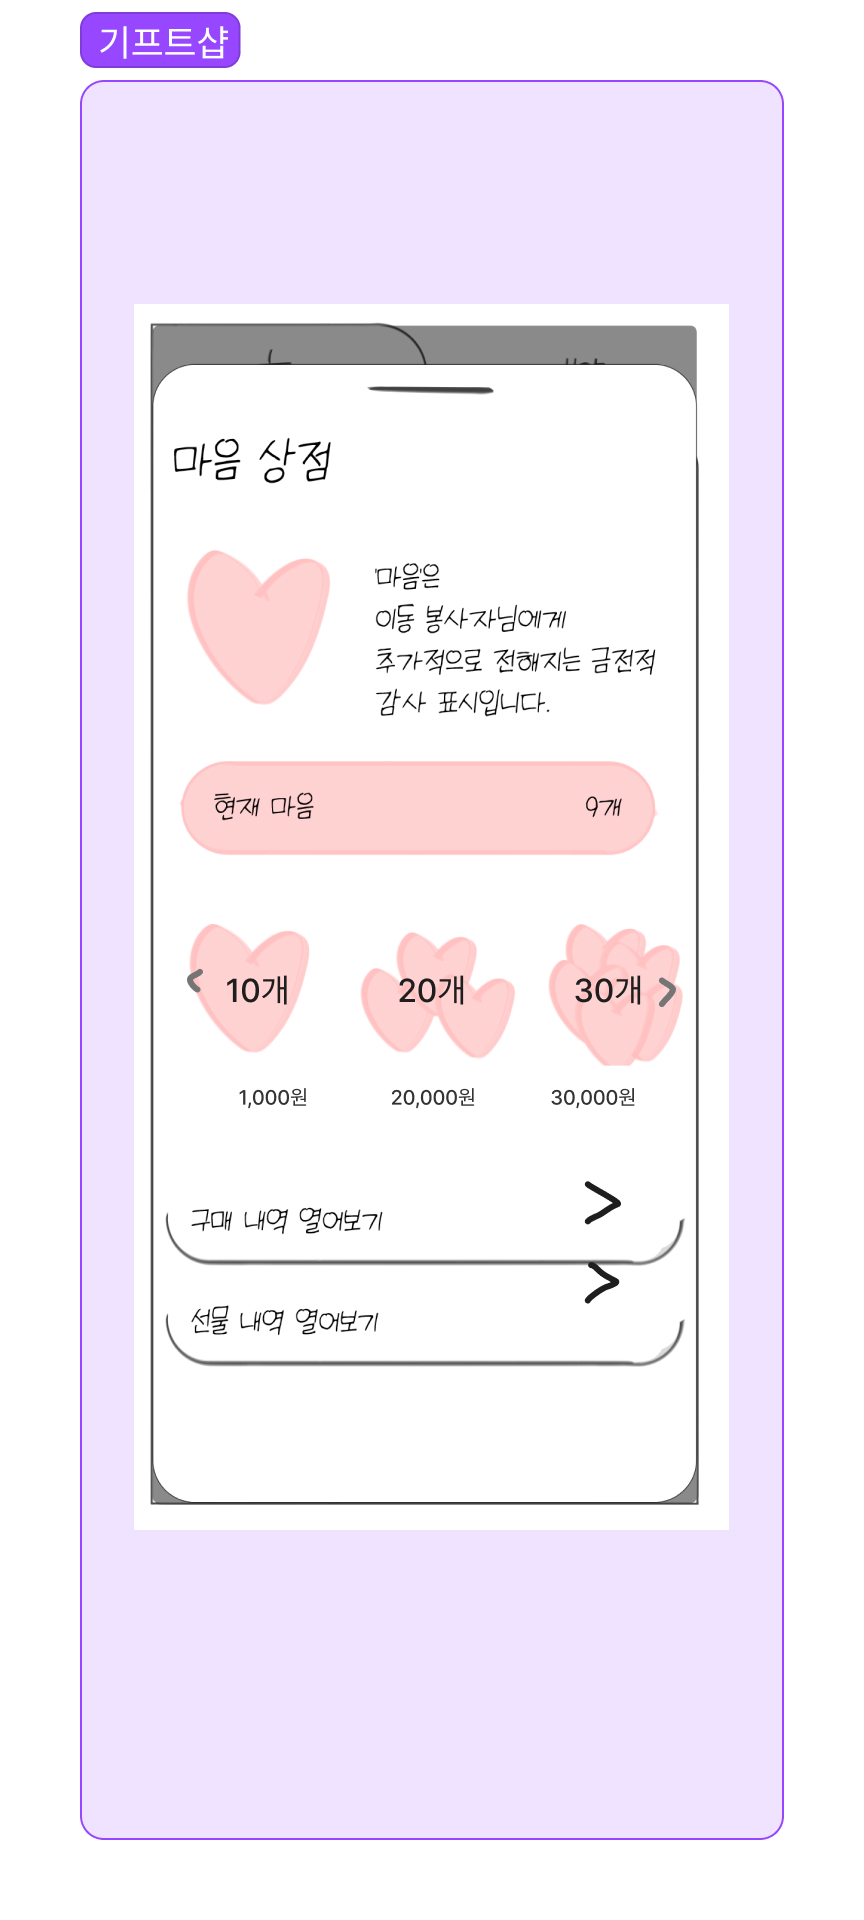 기프트샵
마음 상점
'마음'은
이동 봉사자님에게
추가적으로 전해지는 금전적
감사 표시입니다.
현재 마음 9개
10개 20개 30개
1,000원 20,000원 30,000원
구매 내역 열어보기
선물 내역 열어보기